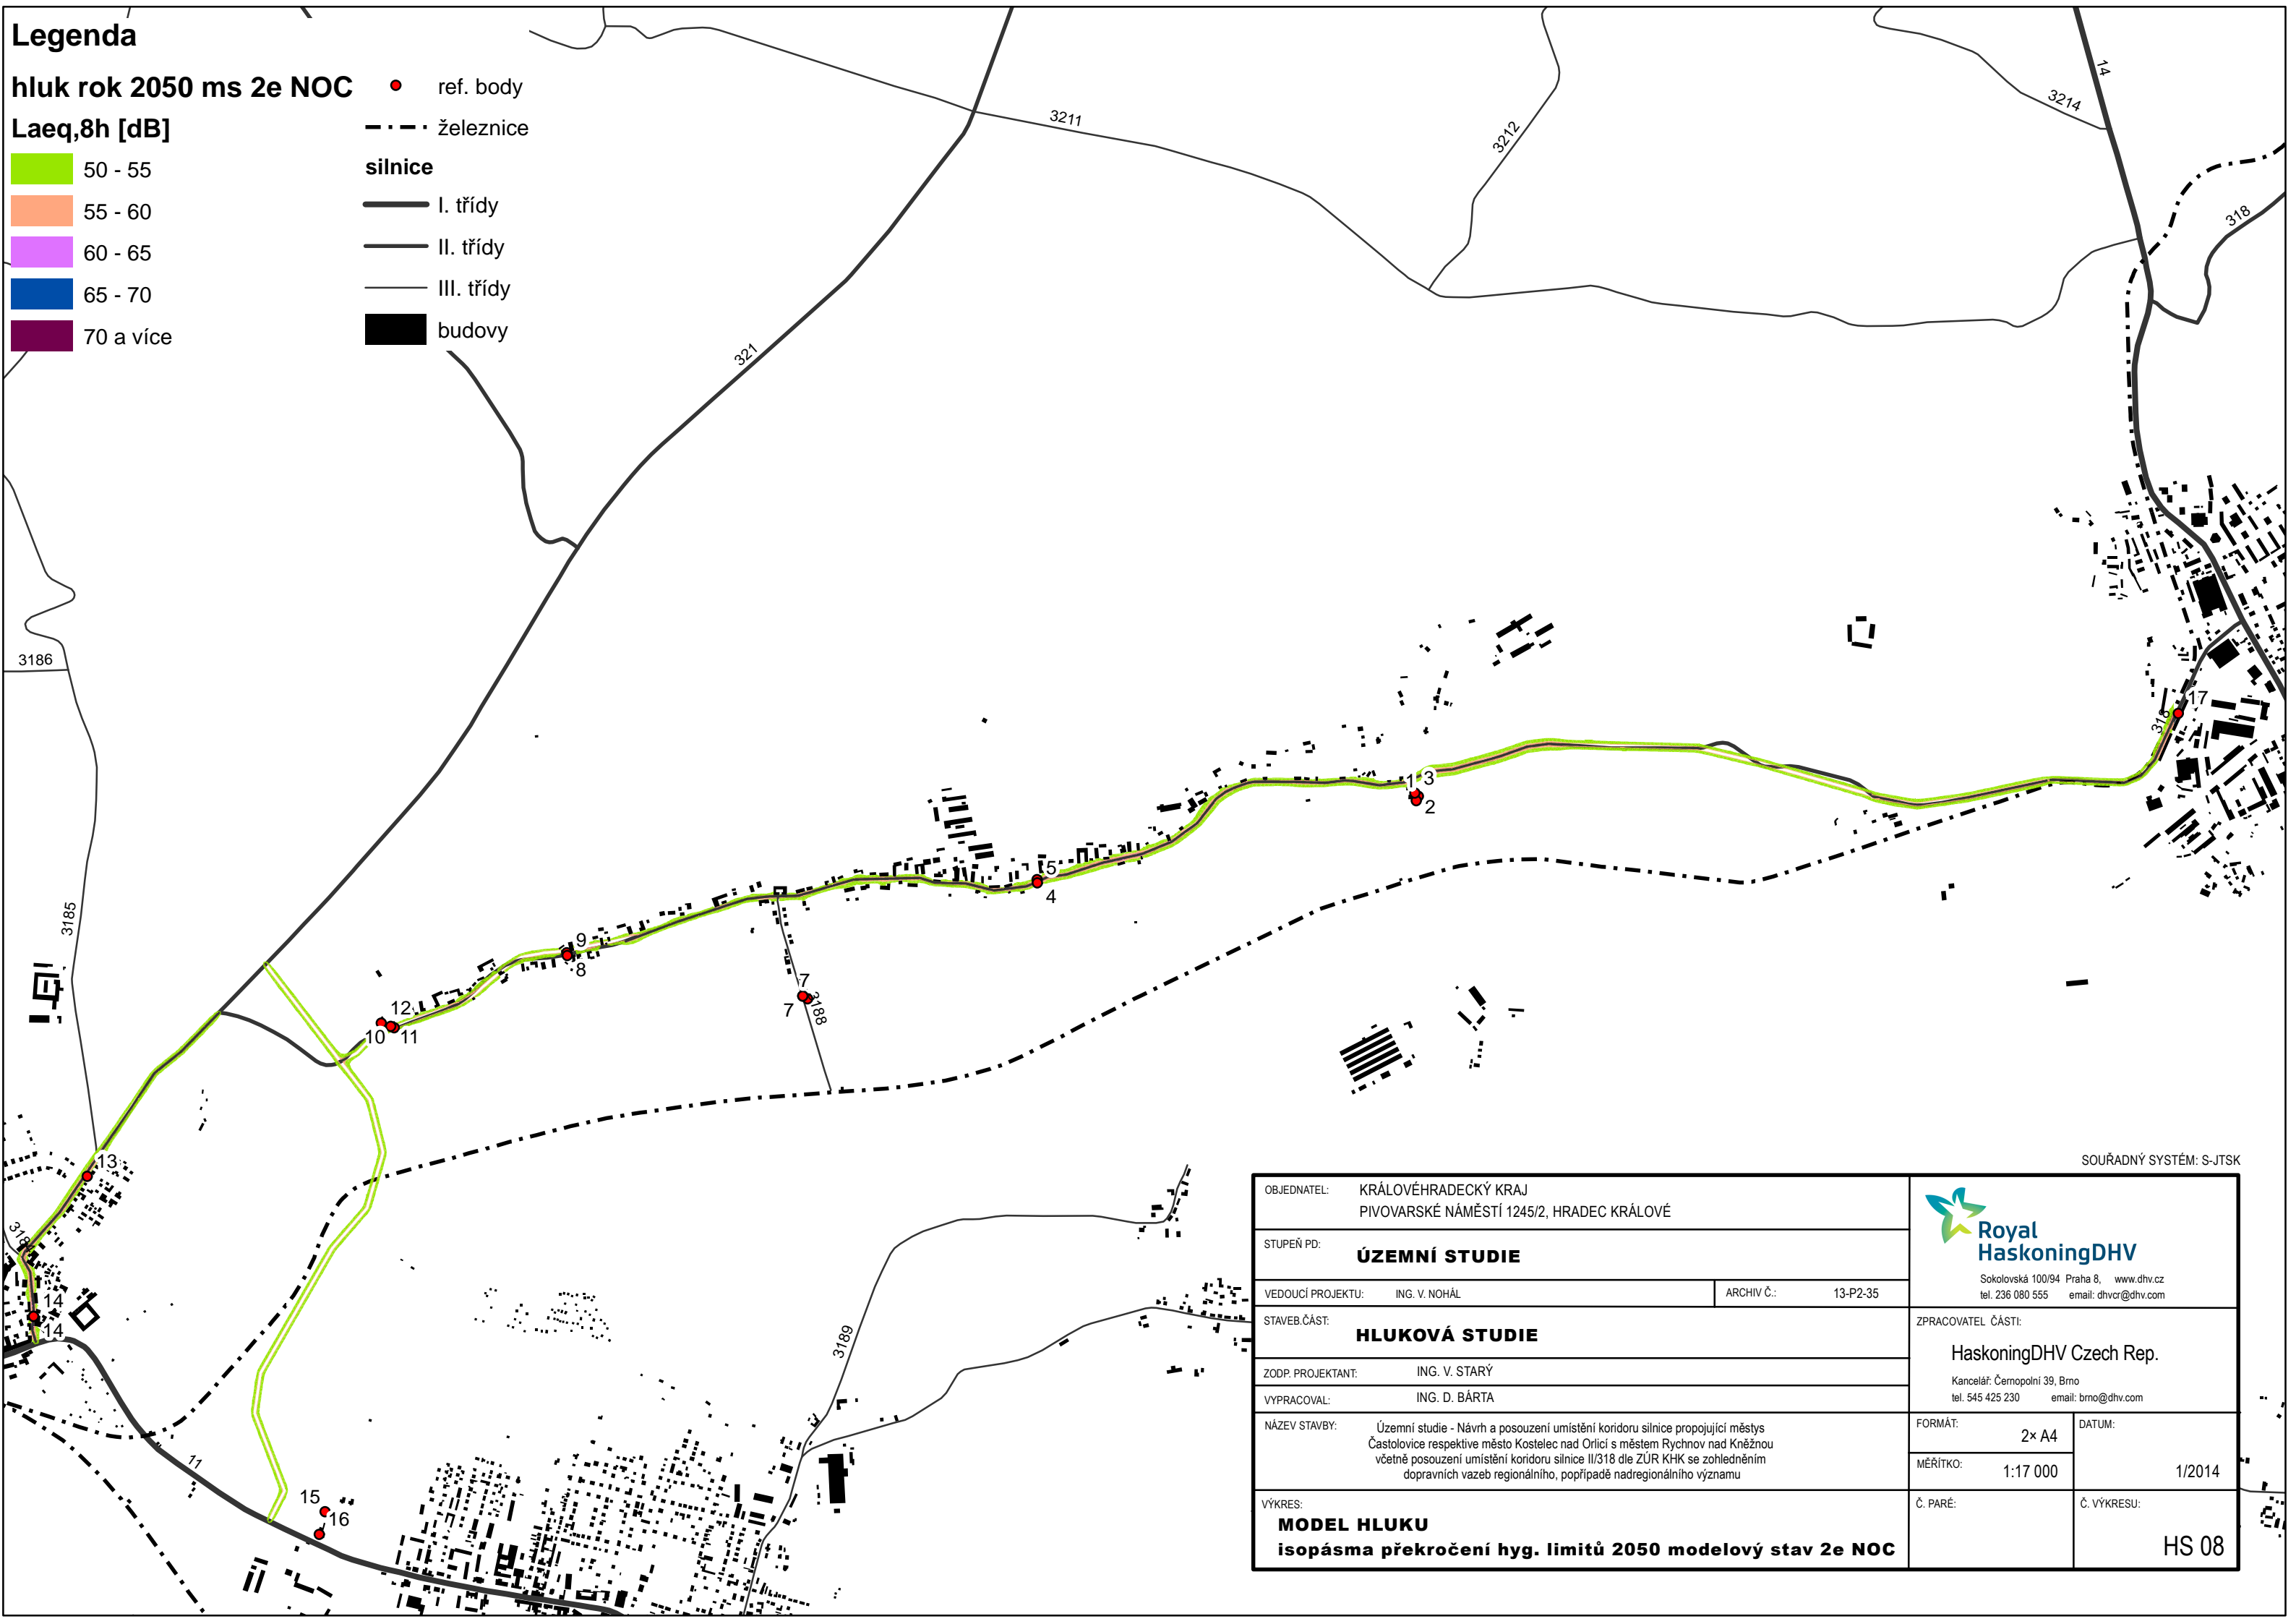 Legenda
hluk rok 2050 ms 2e NOC
Laeq,8h [dB]
50 - 55
55 - 60
60 - 65
65 - 70
70 a více
ref. body
železnice
silnice
I. třídy
II. třídy
III. třídy
budovy
14
3214
3211
3212
318
321
3186
17
318
1
3
2
5
4
3185
9
8
7
7
3188
12
10
11
13
14
14
3189
11
15
16
SOUŘADNÝ SYSTÉM: S-JTSK
OBJEDNATEL: KRÁLOVÉHRADECKÝ KRAJ
PIVOVARSKÉ NÁMĚSTÍ 1245/2, HRADEC KRÁLOVÉ
STUPEŇ PD: ÚZEMNÍ STUDIE
VEDOUCÍ PROJEKTU: ING. V. NOHÁL
ARCHIV Č.: 13-P2-35
STAVEB.ČÁST: HLUKOVÁ STUDIE
ZODP. PROJEKTANT: ING. V. STARÝ
VYPRACOVAL: ING. D. BÁRTA
NÁZEV STAVBY: Územní studie - Návrh a posouzení umístění koridoru silnice propojující městys
Častolovice respektive město Kostelec nad Orlicí s městem Rychnov nad Kněžnou
včetně posouzení umístění koridoru silnice II/318 dle ZÚR KHK se zohledněním
dopravních vazeb regionálního, popřípadě nadregionálního významu
VÝKRES:
MODEL HLUKU
isopásma překročení hyg. limitů 2050 modelový stav 2e NOC
Royal
HaskoningDHV
Sokolovská 100/94 Praha 8, www.dhv.cz
tel. 236 080 555 email: dhvcr@dhv.com
ZPRACOVATEL ČÁSTI:
HaskoningDHV Czech Rep.
Kancelář: Černopolní 39, Brno
tel. 545 425 230 email: brno@dhv.com
FORMÁT: 2× A4
DATUM: 1/2014
MĚŘÍTKO: 1:17 000
Č. PARÉ:
Č. VÝKRESU:
HS 08